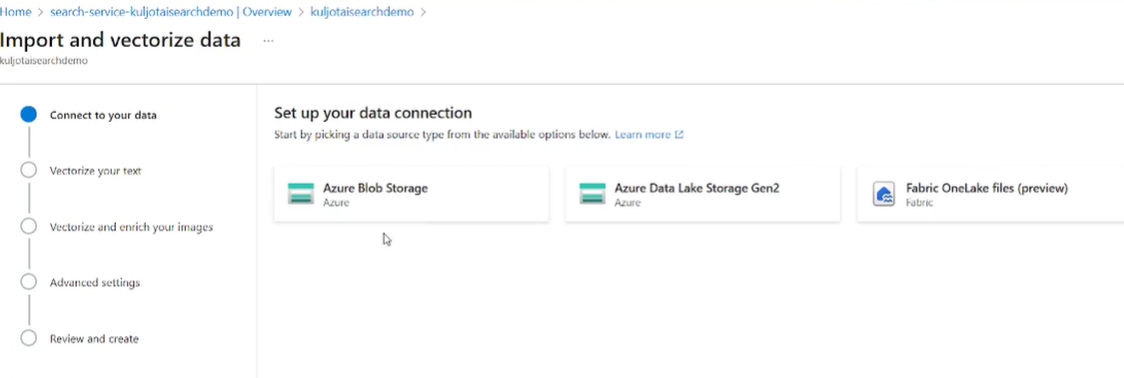 Home > search-service-kuljotaisearchdemo | Overview > kuljotaisearchdemo >
Import and vectorize data ...
kuljotaisearchdemo
Connect to your data
Vectorize your text
Vectorize and enrich your images
Advanced settings
Review and create
Set up your data connection
Start by picking a data source type from the available options below. Learn more
Azure Blob Storage
Azure
Azure Data Lake Storage Gen2
Azure
Fabric OneLake files (preview)
Fabric